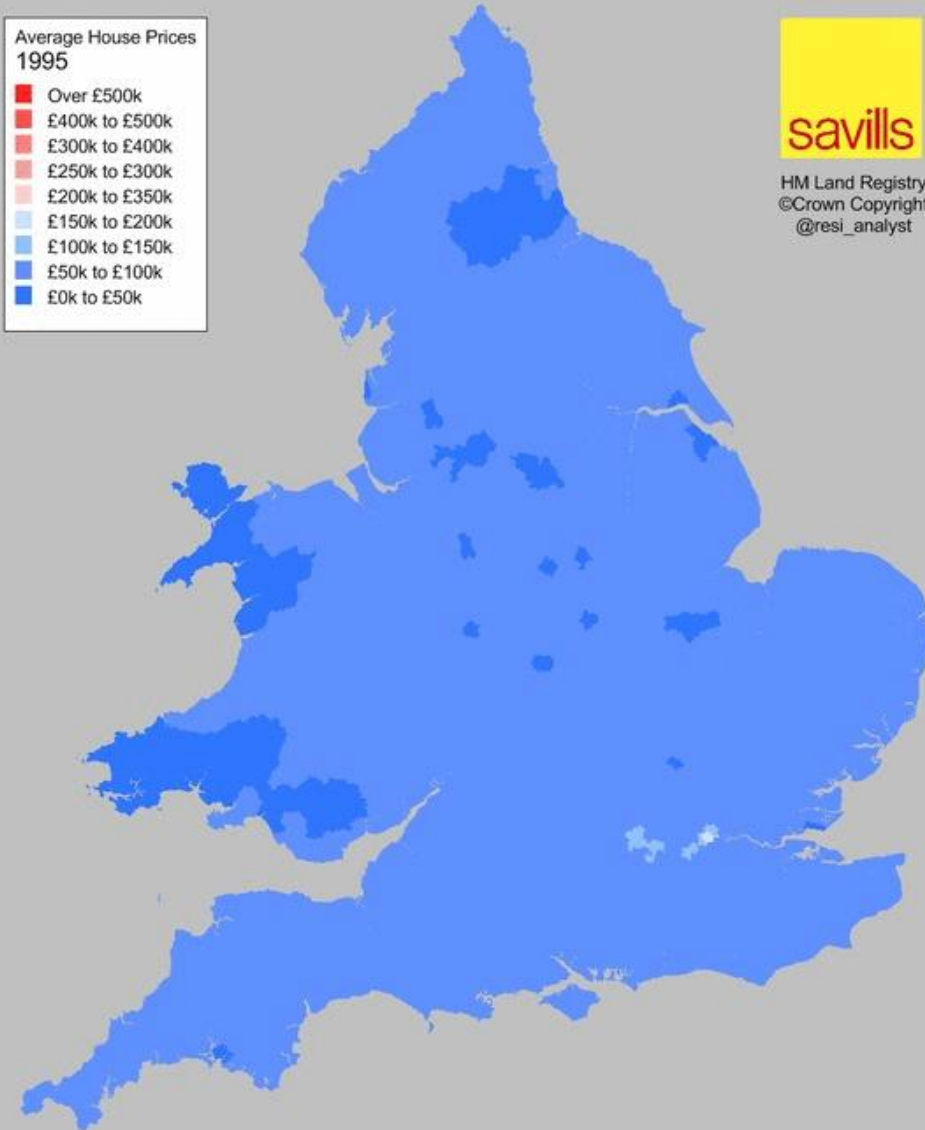 Average House Prices
1995
Over £500k
£400k to £500k
£300k to £400k
£250k to £300k
£200k to £350k
£150k to £200k
£100k to £150k
£50k to £100k
£0k to £50k
savills
HM Land Registry
©Crown Copyright
@resi_analyst